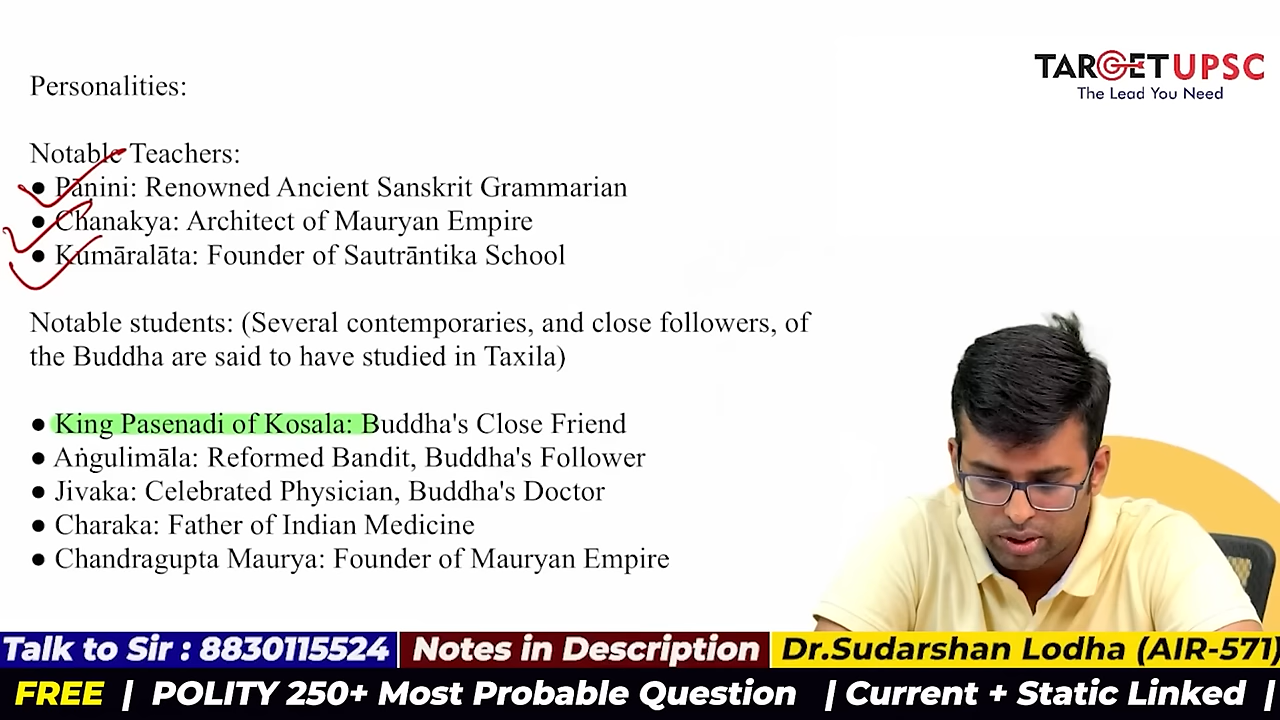 TARGET UPSC
The Lead You Need
Personalities:
Notable Teachers:
● Pānini: Renowned Ancient Sanskrit Grammarian
● Chanakya: Architect of Mauryan Empire
● Kumāralāta: Founder of Sautrāntika School
Notable students: (Several contemporaries, and close followers, of
the Buddha are said to have studied in Taxila)
● King Pasenadi of Kosala: Buddha's Close Friend
● Aṅgulimāla: Reformed Bandit, Buddha's Follower
● Jivaka: Celebrated Physician, Buddha's Doctor
● Charaka: Father of Indian Medicine
● Chandragupta Maurya: Founder of Mauryan Empire
Talk to Sir : 8830115524 Notes in Description Dr.Sudarshan Lodha (AIR-571)
FREE | POLITY 250+ Most Probable Question | Current + Static Linked |